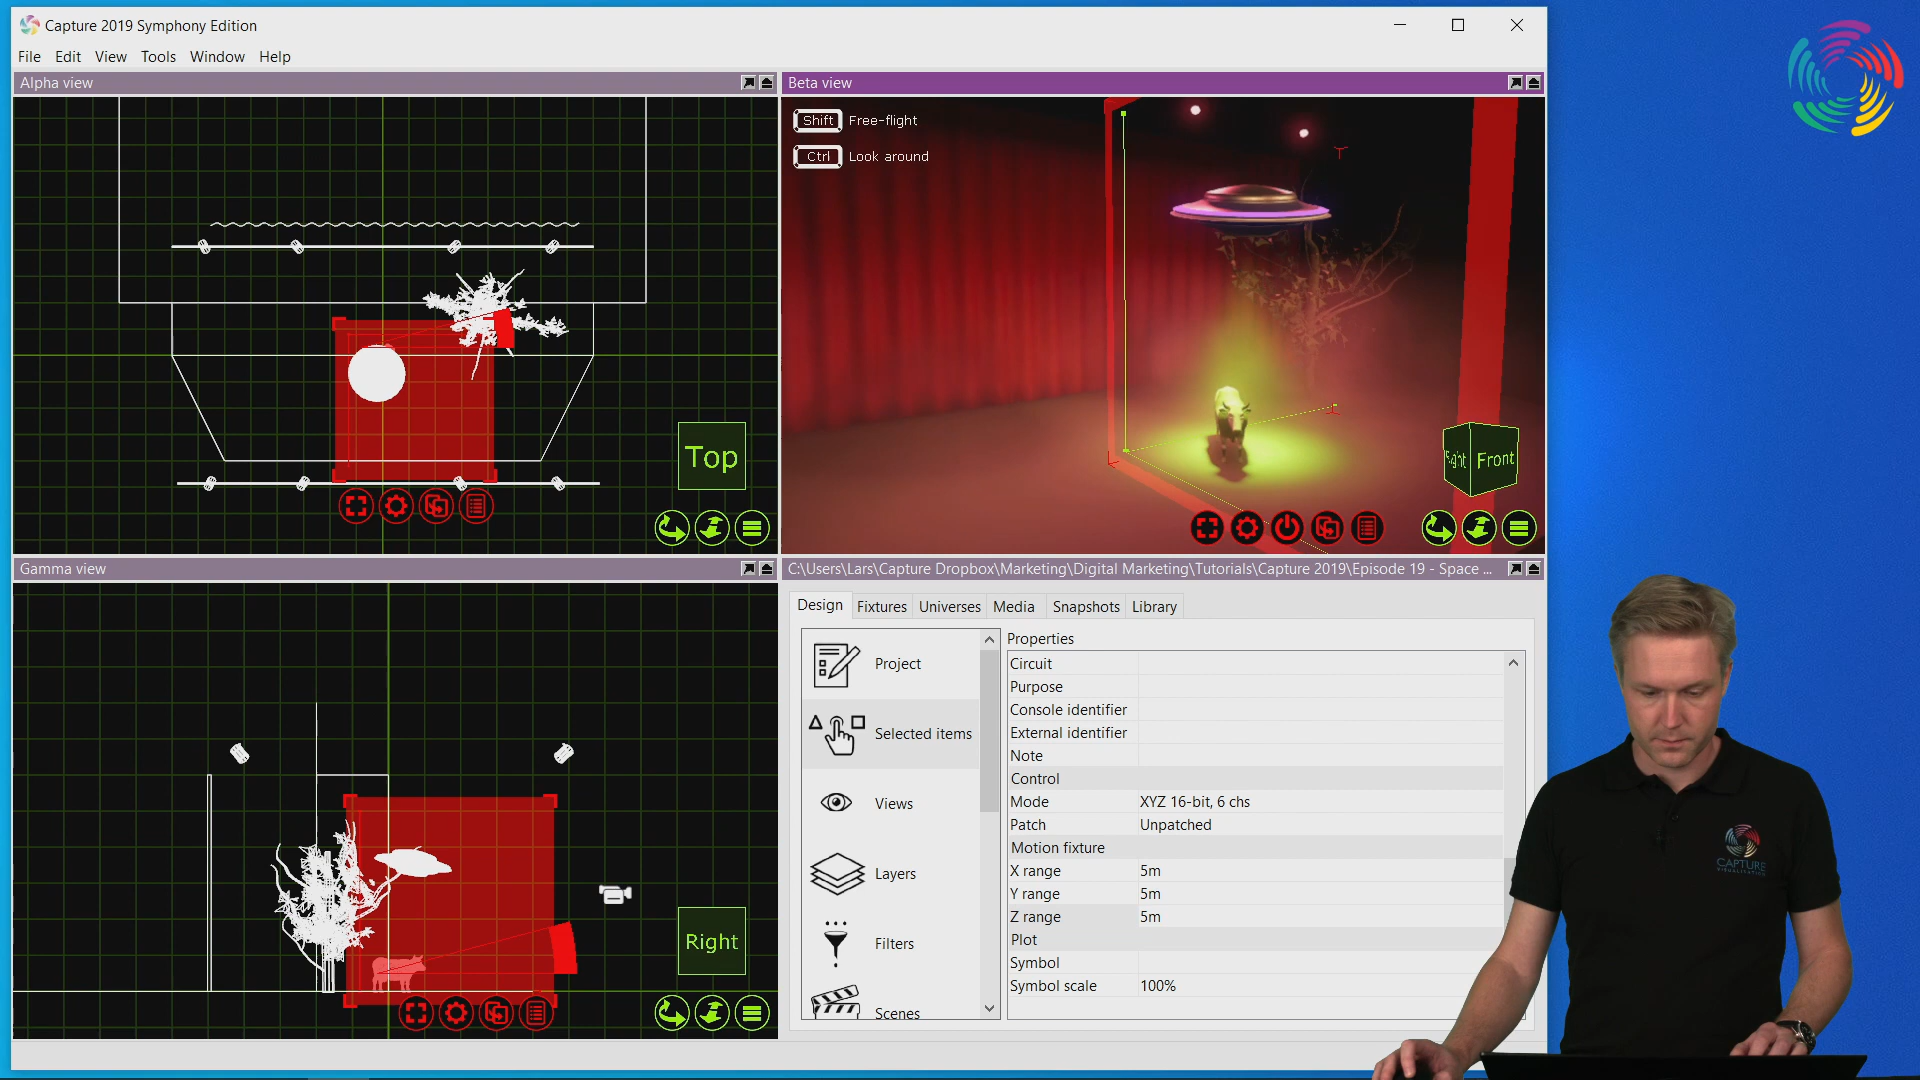 Capture 2019 Symphony Edition
File Edit View Tools Window Help
Alpha view
Top
Beta view
Shift Free-flight
Ctrl Look around
Front
Gamma view
Right
C:\Users\Lars\Capture Dropbox\Marketing\Digital Marketing\Tutorials\Capture 2019\Episode 19 - Space ...
Design Fixtures Universes Media Snapshots Library
Project
Selected items
Views
Layers
Filters
Scenes
Properties
Circuit
Purpose
Console identifier
External identifier
Note
Control
Mode XYZ 16-bit, 6 chs
Patch Unpatched
Motion fixture
X range 5m
Y range 5m
Z range 5m
Plot
Symbol
Symbol scale 100%
CAPTURE